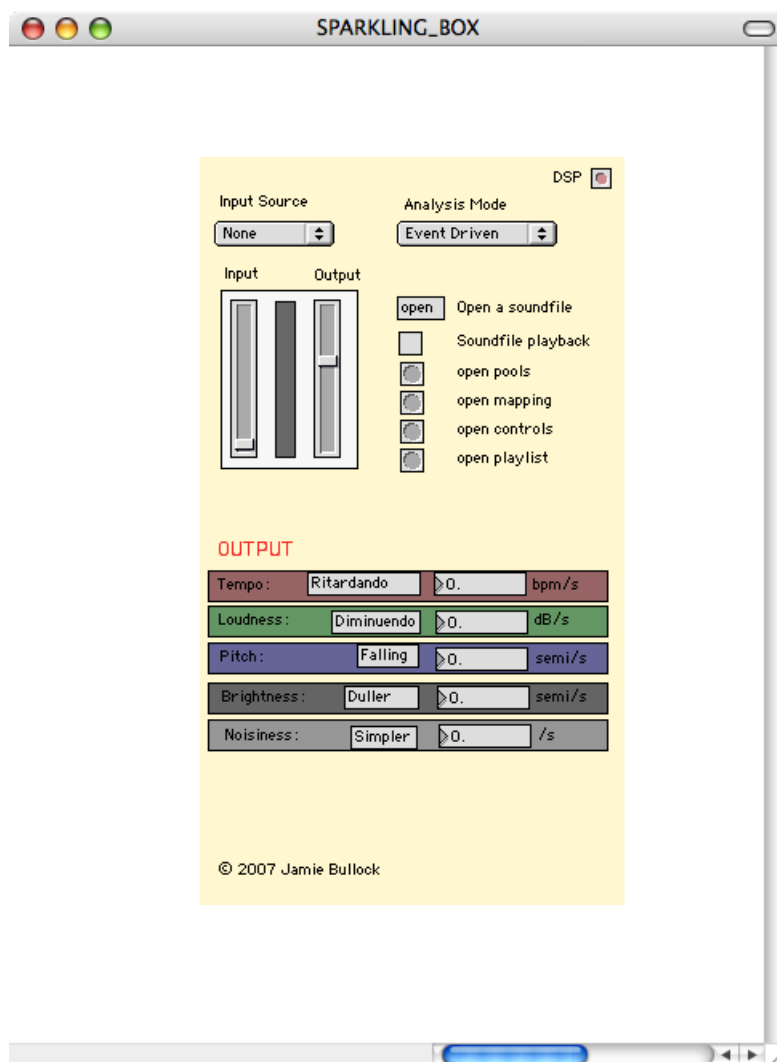 SPARKLING_BOX
DSP
Input Source
Analysis Mode
None
Event Driven
Input
Output
open
Open a soundfile
Soundfile playback
open pools
open mapping
open controls
open playlist
OUTPUT
Tempo: Ritardando 0. bpm/s
Loudness: Diminuendo 0. dB/s
Pitch: Falling 0. semi/s
Brightness: Duller 0. semi/s
Noisiness: Simpler 0. /s
© 2007 Jamie Bullock